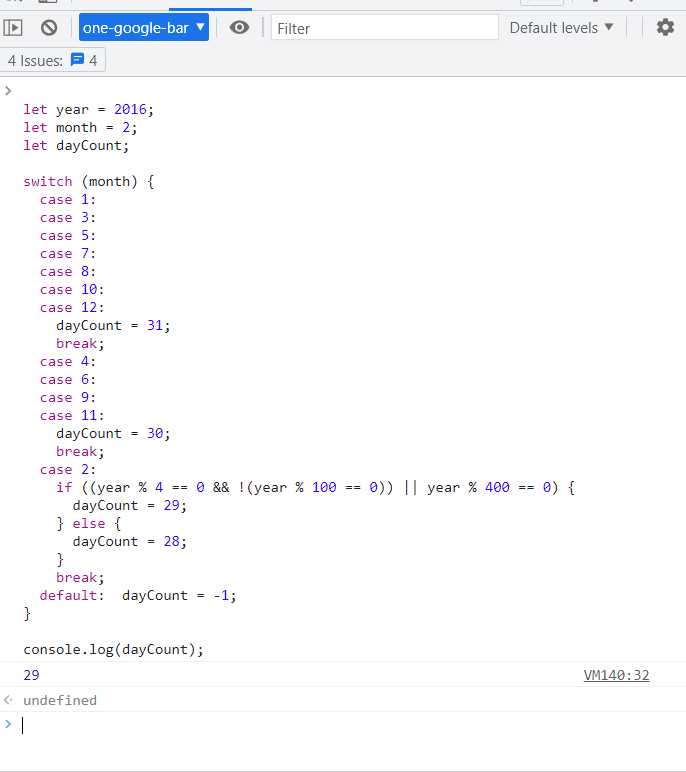 one-google-bar ▼ Filter Default levels ▼
4 Issues: 4
>
let year = 2016;
let month = 2;
let dayCount;
switch (month) {
  case 1:
  case 3:
  case 5:
  case 7:
  case 8:
  case 10:
  case 12:
    dayCount = 31;
    break;
  case 4:
  case 6:
  case 9:
  case 11:
    dayCount = 30;
    break;
  case 2:
    if ((year % 4 == 0 && !(year % 100 == 0)) || year % 400 == 0) {
      dayCount = 29;
    } else {
      dayCount = 28;
    }
    break;
  default:  dayCount = -1;
}
console.log(dayCount);
29 VM140:32
undefined
>